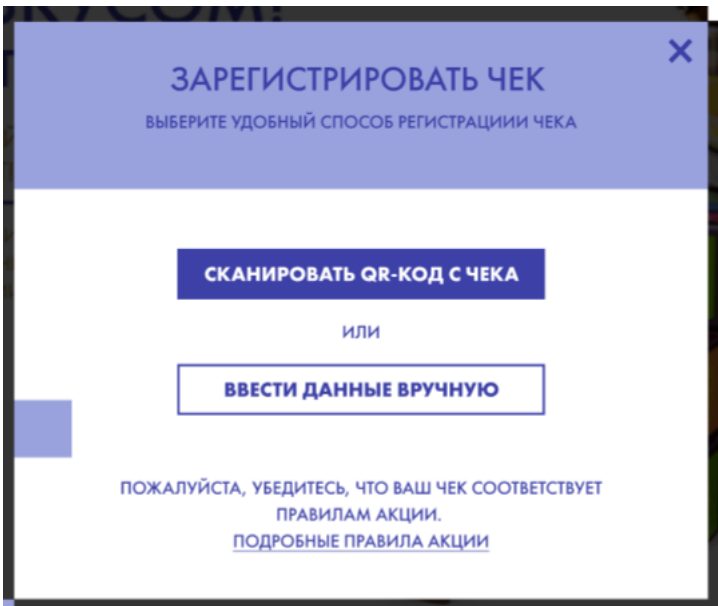 ЗАРЕГИСТРИРОВАТЬ ЧЕК
ВЫБЕРИТЕ УДОБНЫЙ СПОСОБ РЕГИСТРАЦИИИ ЧЕКА
СКАНИРОВАТЬ QR-КОД С ЧЕКА
ИЛИ
ВВЕСТИ ДАННЫЕ ВРУЧНУЮ
ПОЖАЛУЙСТА, УБЕДИТЕСЬ, ЧТО ВАШ ЧЕК СООТВЕТСТВУЕТ
ПРАВИЛАМ АКЦИИ.
ПОДРОБНЫЕ ПРАВИЛА АКЦИИ